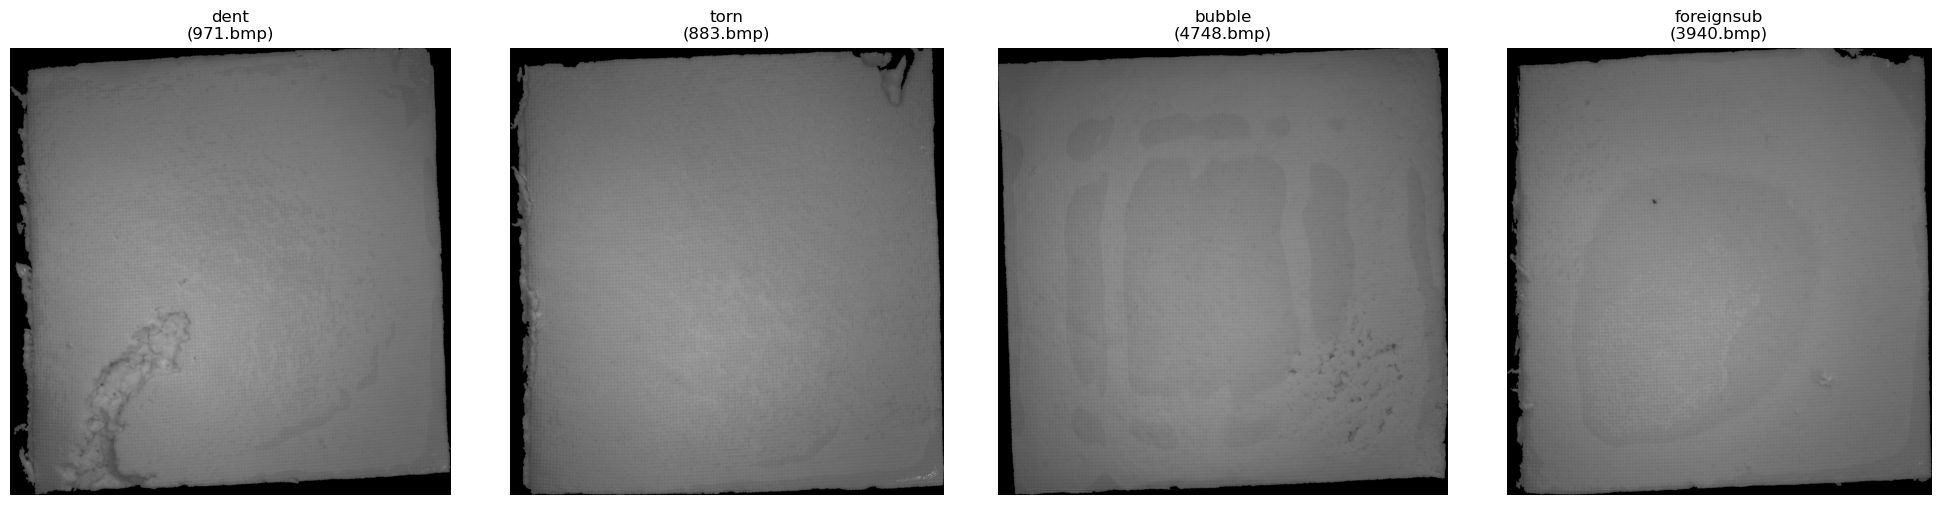 dent
(971.bmp)
torn
(883.bmp)
bubble
(4748.bmp)
foreignsub
(3940.bmp)